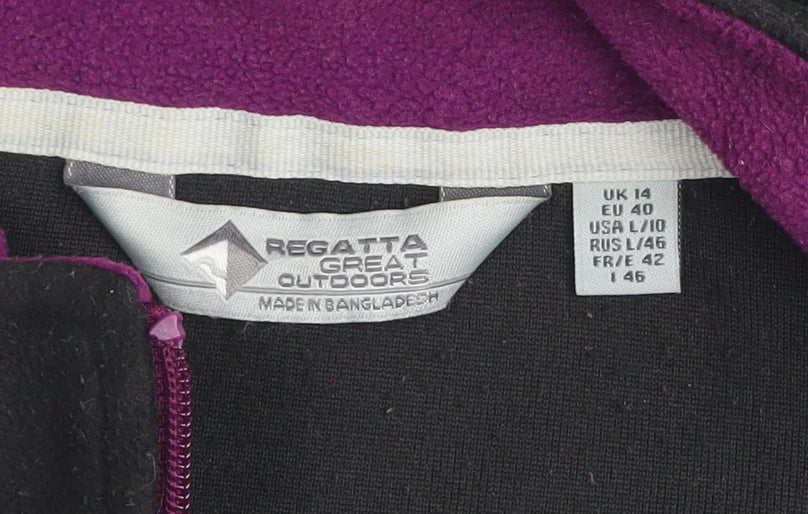 REGATTA
GREAT
OUTDOORS
MADE IN BANGLADESH
UK 14
EU 40
USA L/10
RUS L/46
FR/E 42
I 46